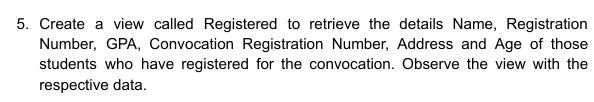 5. Create a view called Registered to retrieve the details Name, Registration
Number, GPA, Convocation Registration Number, Address and Age of those
students who have registered for the convocation. Observe the view with the
respective data.